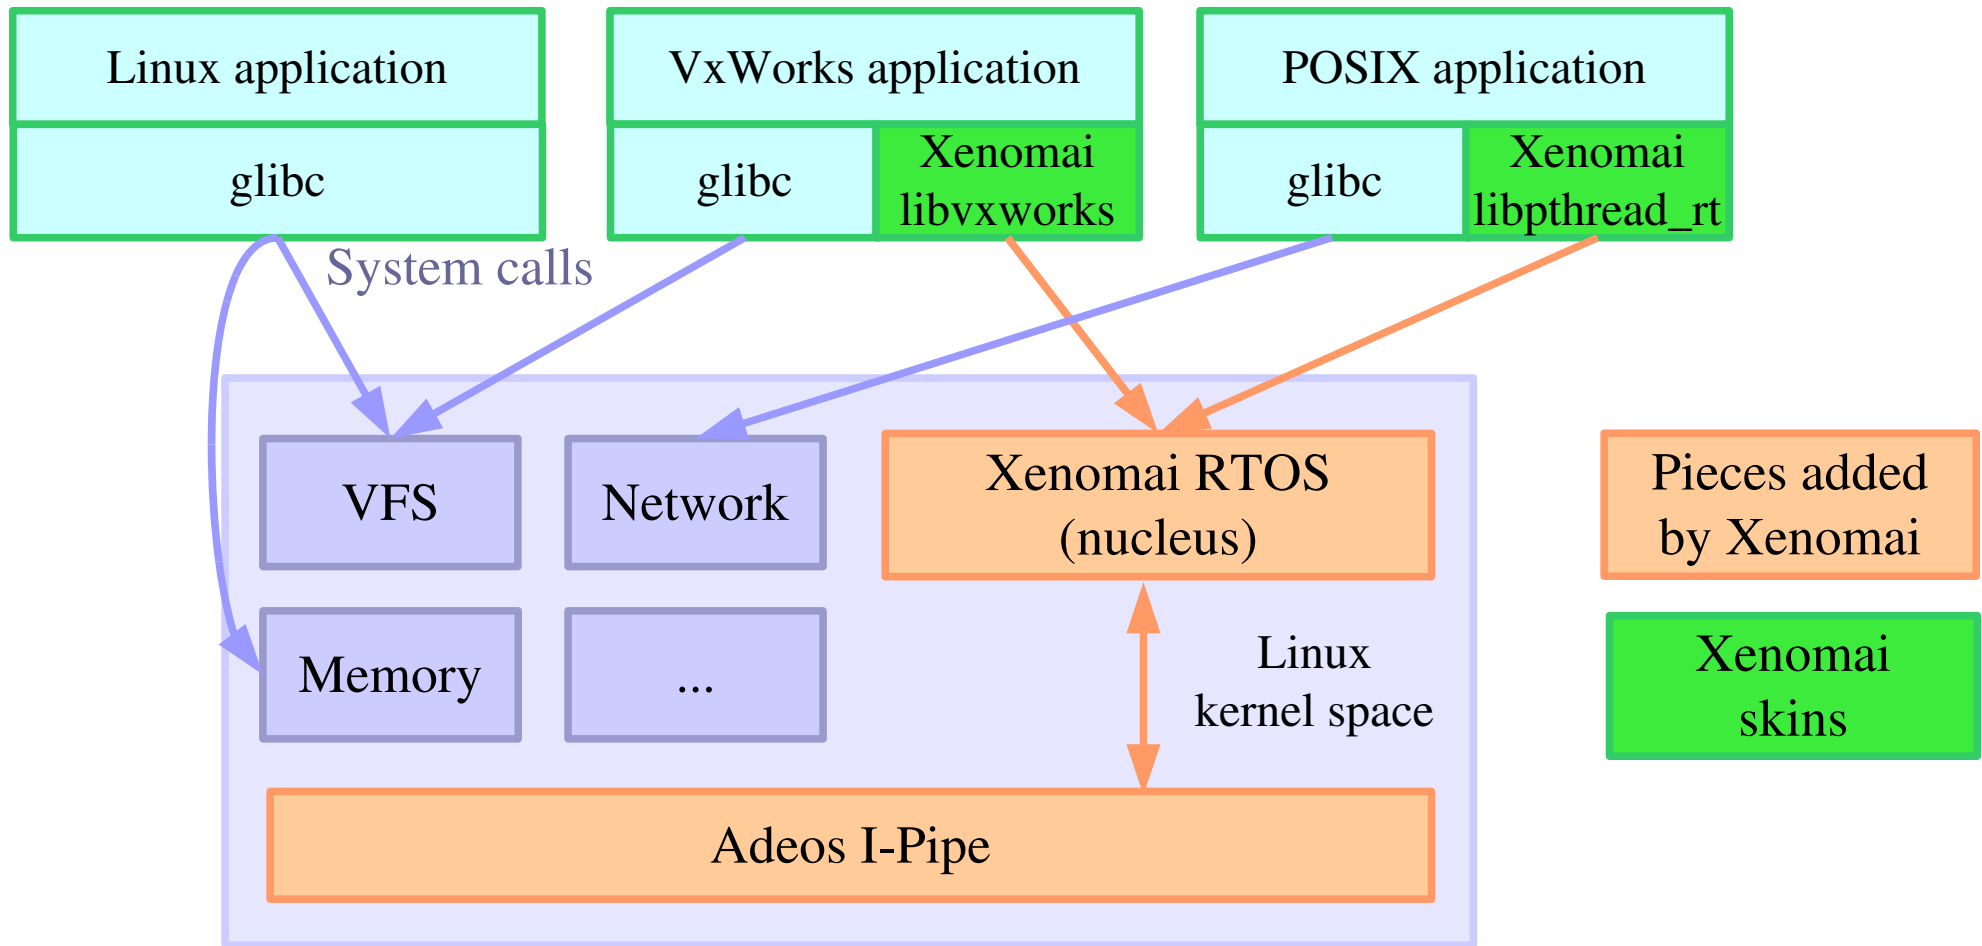 Linux application
glibc
VxWorks application
glibc
Xenomai
libvxworks
POSIX application
glibc
Xenomai
libpthread_rt
System calls
VFS
Network
Xenomai RTOS
(nucleus)
Memory
...
Linux
kernel space
Adeos I-Pipe
Pieces added
by Xenomai
Xenomai
skins